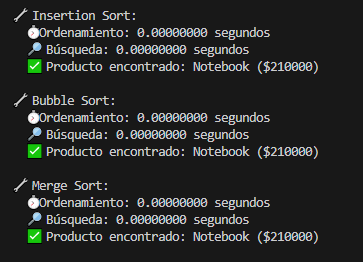 🔧 Insertion Sort:
⏱Ordenamiento: 0.00000000 segundos
🔎 Búsqueda: 0.00000000 segundos
✅ Producto encontrado: Notebook ($210000)
🔧 Bubble Sort:
⏱Ordenamiento: 0.00000000 segundos
🔎 Búsqueda: 0.00000000 segundos
✅ Producto encontrado: Notebook ($210000)
🔧 Merge Sort:
⏱Ordenamiento: 0.00000000 segundos
🔎 Búsqueda: 0.00000000 segundos
✅ Producto encontrado: Notebook ($210000)